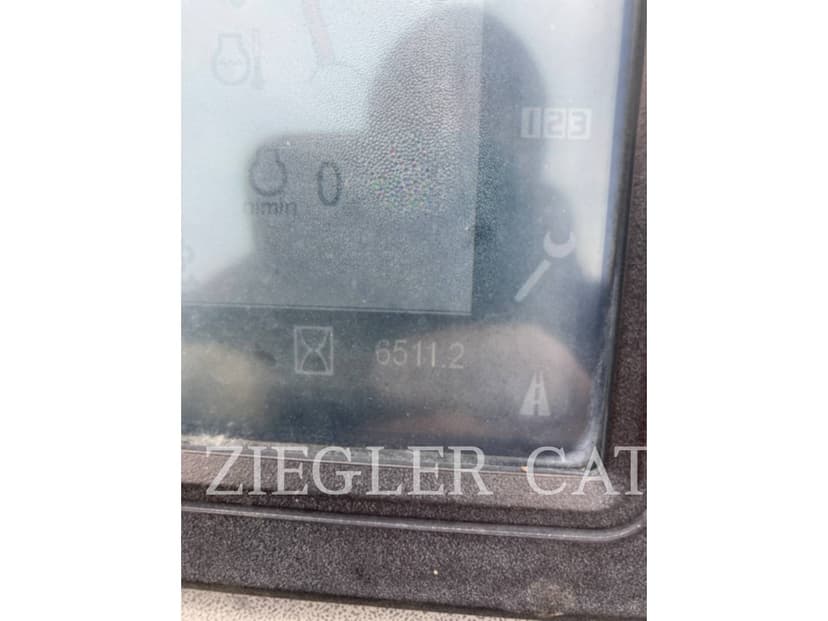 123
0
n/min
6511.2
ZIEGLER CAT